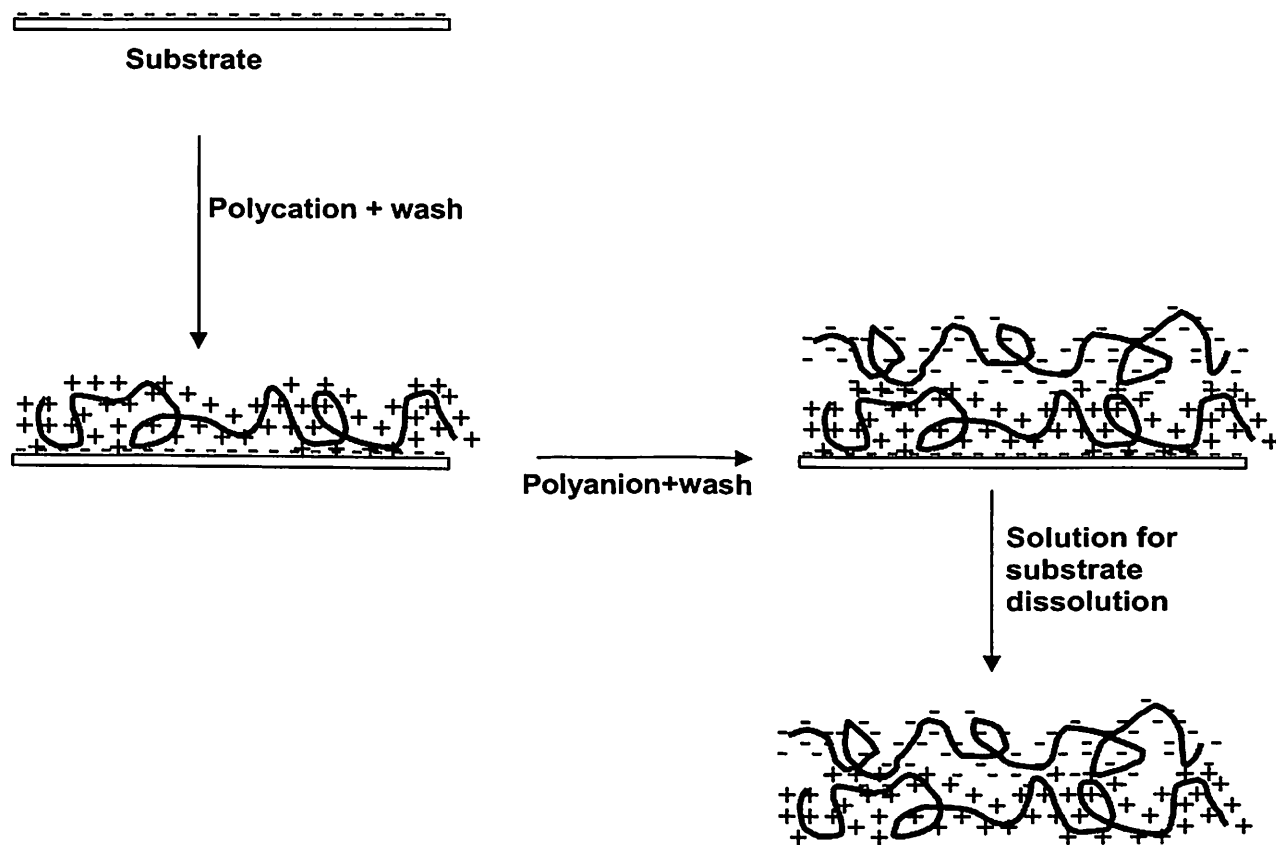 Substrate
Polycation + wash
Polyanion+wash
Solution for
substrate
dissolution